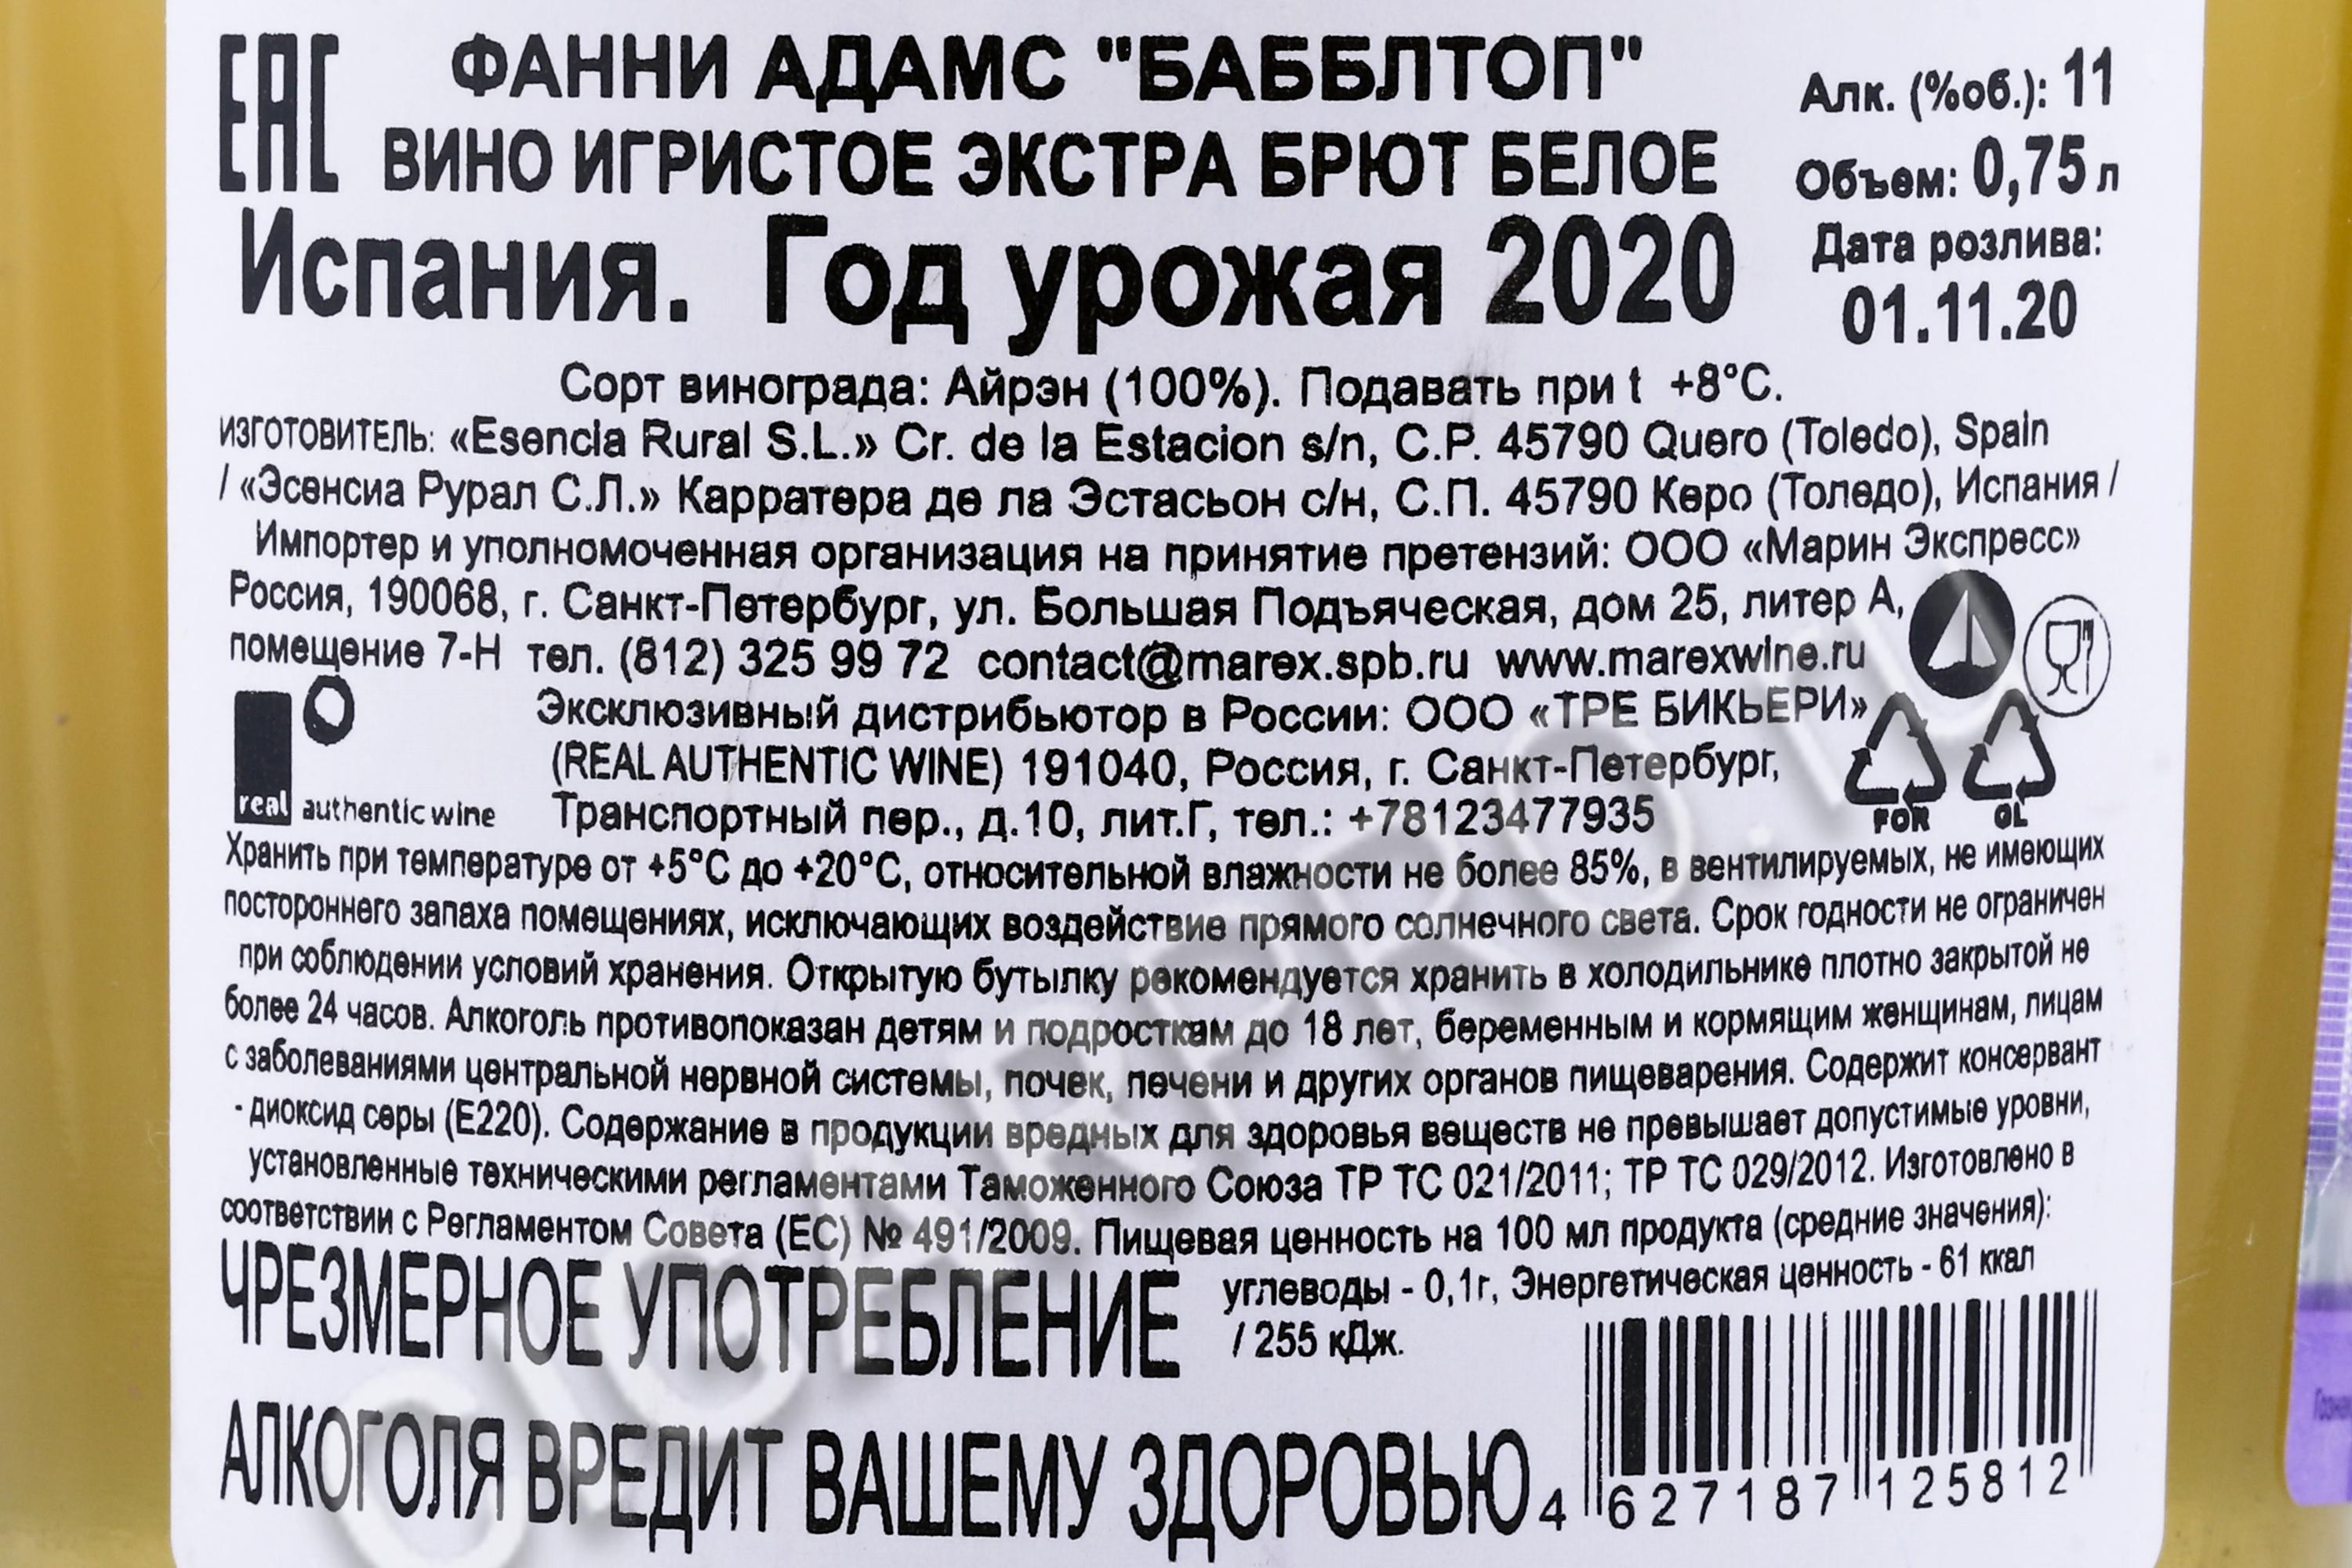 EAC
ФАННИ АДАМС "БАББЛТОП"
ВИНО ИГРИСТОЕ ЭКСТРА БРЮТ БЕЛОЕ
Испания. Год урожая 2020
Алк. (%об.): 11
Объем: 0,75 л
Дата розлива:
01.11.20
Сорт винограда: Айрэн (100%). Подавать при t +8°C.
ИЗГОТОВИТЕЛЬ: «Esencia Rural S.L.» Cr. de la Estacion s/n, C.P. 45790 Quero (Toledo), Spain
/ «Эсенсиа Рурал С.Л.» Карратера де ла Эстасьон с/н, С.П. 45790 Керо (Толедо), Испания /
Импортер и уполномоченная организация на принятие претензий: ООО «Марин Экспресс»
Россия, 190068, г. Санкт-Петербург, ул. Большая Подъяческая, дом 25, литер А,
помещение 7-Н тел. (812) 325 99 72 contact@marex.spb.ru www.marexwine.ru
Эксклюзивный дистрибьютор в России: ООО «ТРЕ БИКЬЕРИ»
(REAL AUTHENTIC WINE) 191040, Россия, г. Санкт-Петербург,
Транспортный пер., д.10, лит.Г, тел.: +78123477935
real authentic wine
FOR GL
Хранить при температуре от +5°C до +20°C, относительной влажности не более 85%, в вентилируемых, не имеющих
постороннего запаха помещениях, исключающих воздействие прямого солнечного света. Срок годности не ограничен
при соблюдении условий хранения. Открытую бутылку рекомендуется хранить в холодильнике плотно закрытой не
более 24 часов. Алкоголь противопоказан детям и подросткам до 18 лет, беременным и кормящим женщинам, лицам
с заболеваниями центральной нервной системы, почек, печени и других органов пищеварения. Содержит консервант
- диоксид серы (E220). Содержание в продукции вредных для здоровья веществ не превышает допустимые уровни,
установленные техническими регламентами Таможенного Союза ТР ТС 021/2011; ТР ТС 029/2012. Изготовлено в
соответствии с Регламентом Совета (ЕС) № 491/2009. Пищевая ценность на 100 мл продукта (средние значения):
углеводы - 0,1г, Энергетическая ценность - 61 ккал
/ 255 кДж.
ЧРЕЗМЕРНОЕ УПОТРЕБЛЕНИЕ
АЛКОГОЛЯ ВРЕДИТ ВАШЕМУ ЗДОРОВЬЮ
4 627187 125812